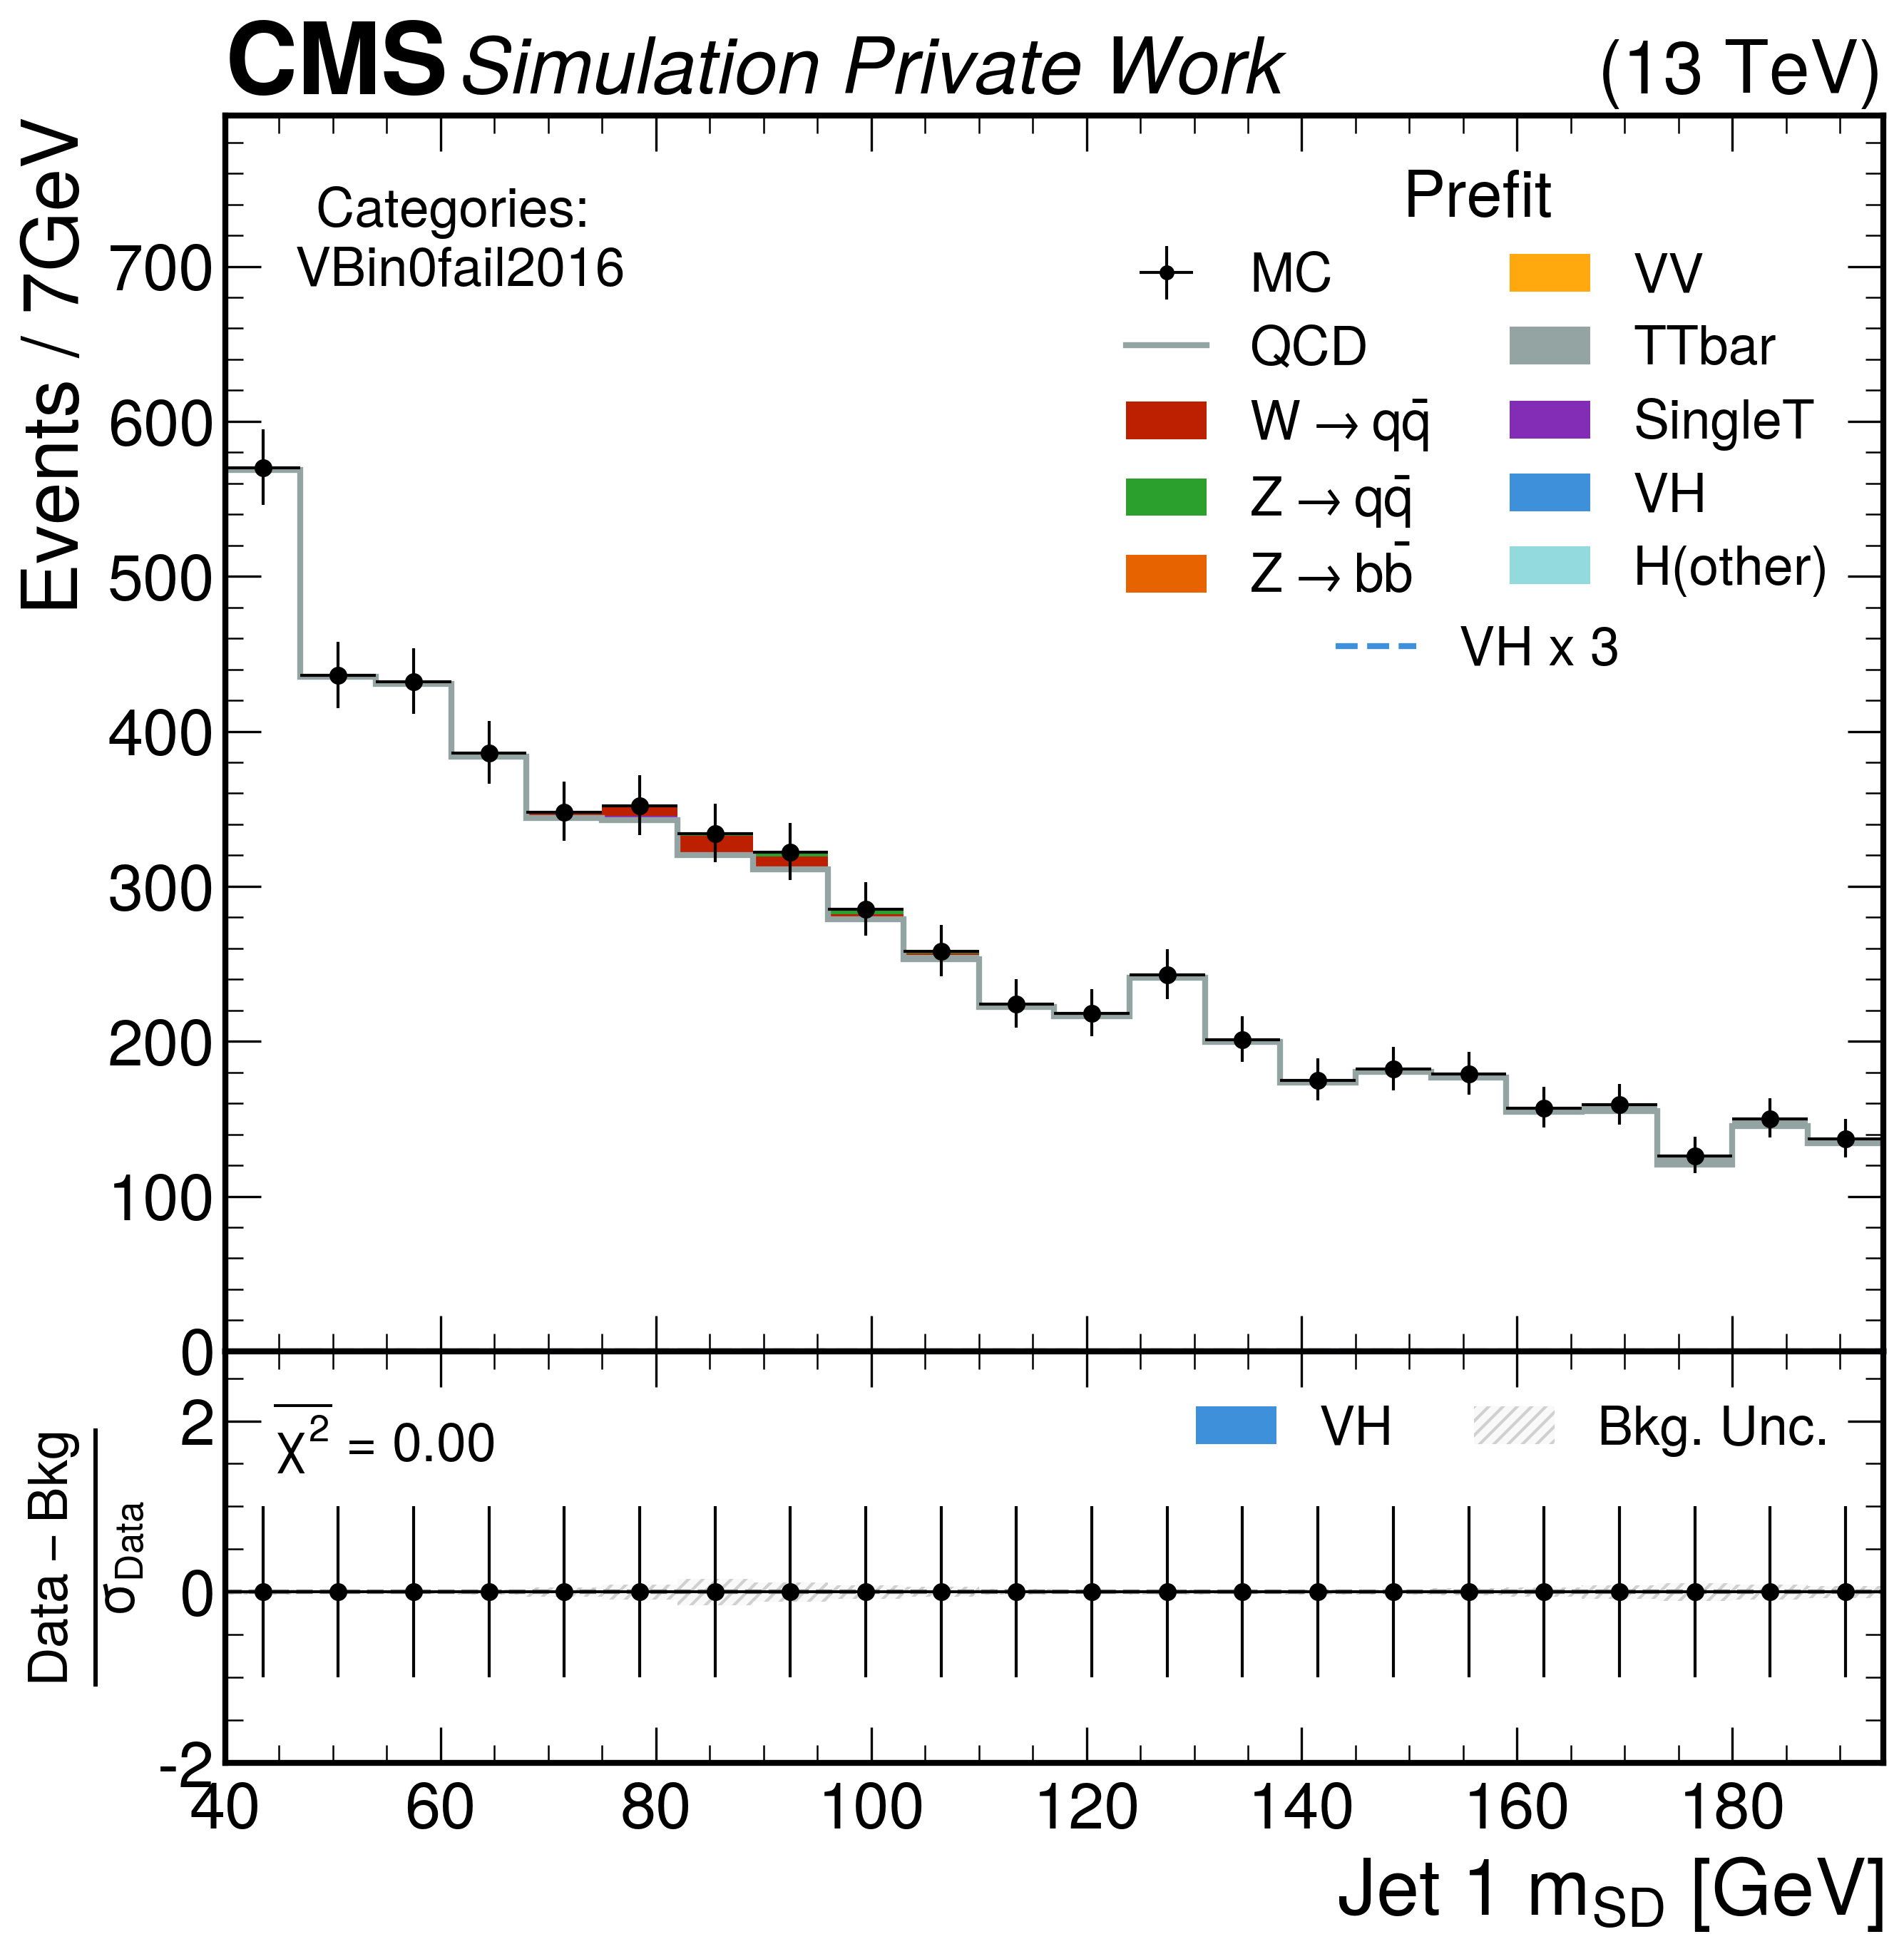 CMS Simulation Private Work (13 TeV)
Events / 7GeV
Categories:
VBin0fail2016
Prefit
MC
QCD
W → qq̄
Z → qq̄
Z → bb̄
VV
TTbar
SingleT
VH
H(other)
VH x 3
700
600
500
400
300
200
100
0
Data − Bkg
σData
2
0
-2
χ² = 0.00
VH
Bkg. Unc.
40 60 80 100 120 140 160 180
Jet 1 mSD [GeV]